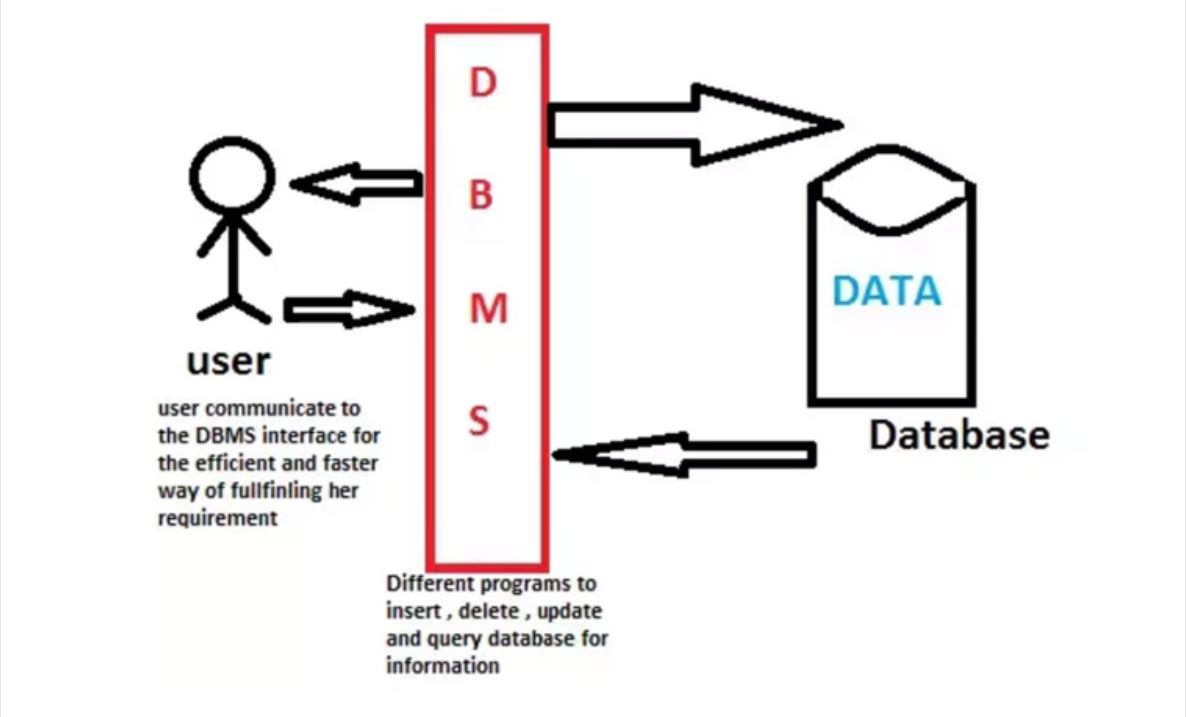 D
B
M
S
user
user communicate to
the DBMS interface for
the efficient and faster
way of fullfinling her
requirement
DATA
Database
Different programs to
insert , delete , update
and query database for
information